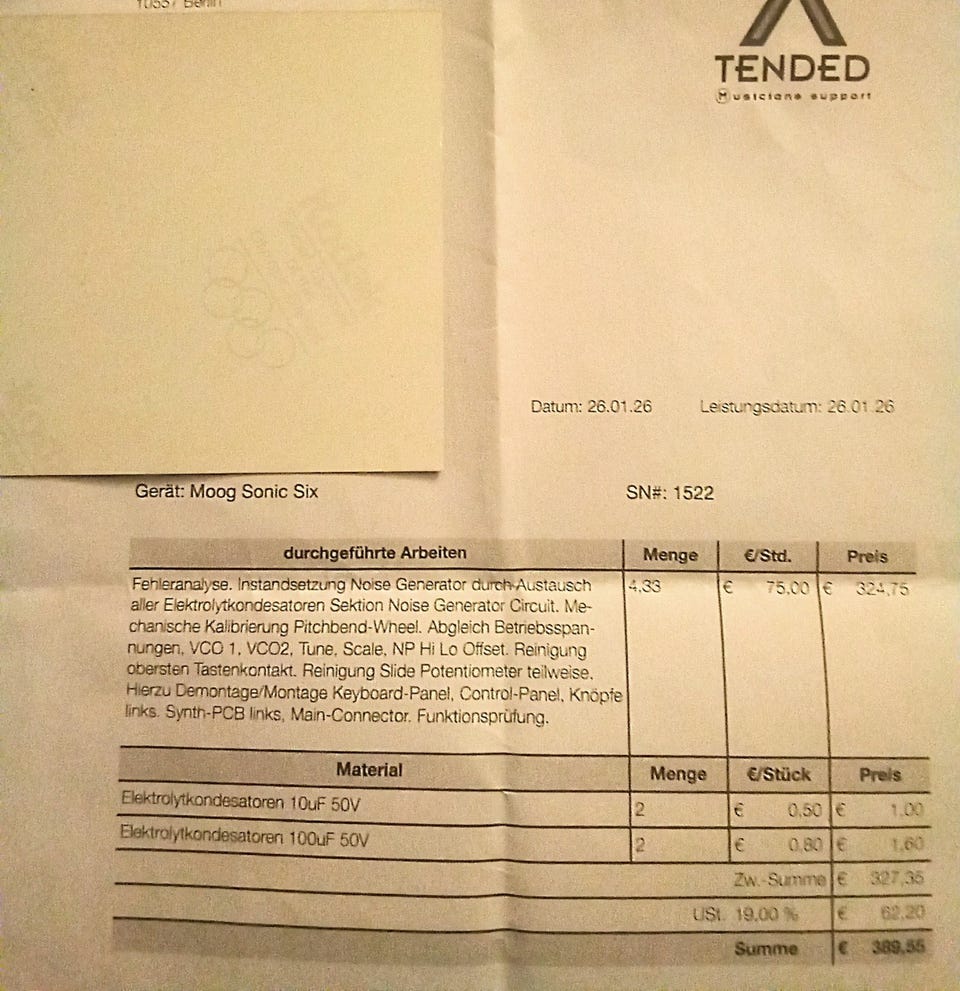 10557 Berlin
TENDED
Musicians support
Datum: 26.01.26 Leistungsdatum: 26.01.26
Gerät: Moog Sonic Six SN#: 1522
durchgeführte Arbeiten Menge €/Std. Preis
Fehleranalyse. Instandsetzung Noise Generator durch Austausch 4,33 € 75,00 € 324,75
aller Elektrolytkondesatoren Sektion Noise Generator Circuit. Me-
chanische Kalibrierung Pitchbend-Wheel. Abgleich Betriebsspan-
nungen, VCO 1, VCO2, Tune, Scale, NP Hi Lo Offset. Reinigung
obersten Tastenkontakt. Reinigung Slide Potentiometer teilweise.
Hierzu Demontage/Montage Keyboard-Panel, Control-Panel, Knöpfe
links. Synth-PCB links, Main-Connector. Funktionsprüfung.
Material Menge €/Stück Preis
Elektrolytkondesatoren 10uF 50V 2 € 0,50 € 1,00
Elektrolytkondesatoren 100uF 50V 2 € 0,80 € 1,60
Zw.-Summe € 327,35
USt. 19,00 % € 62,20
Summe € 389,55